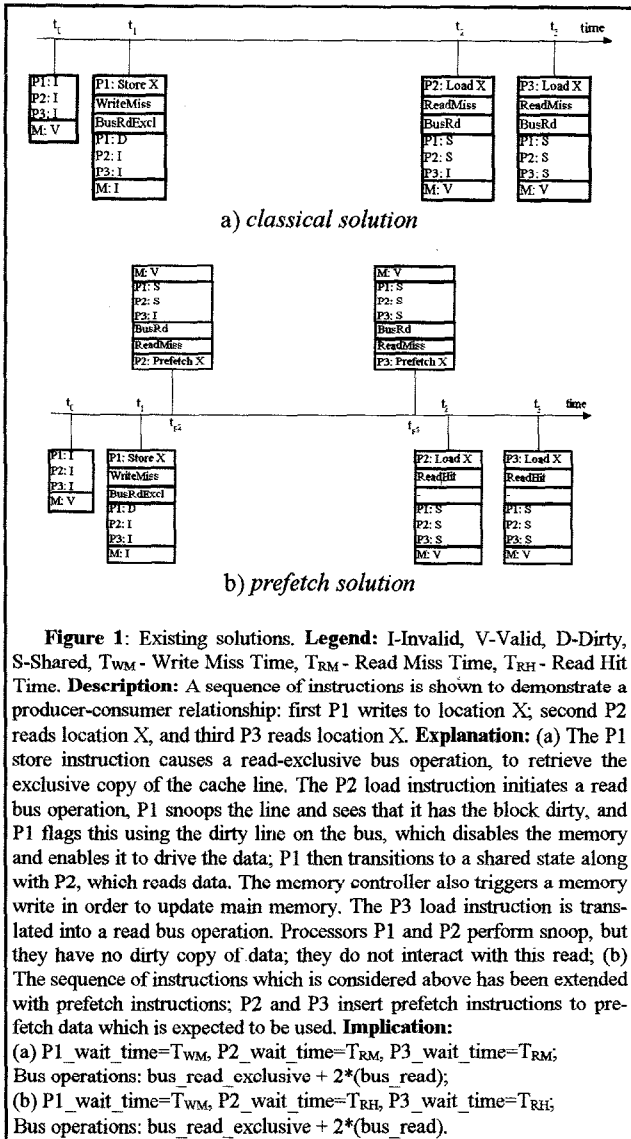 t0 t1 t2 t3 time
P1: I
P2: I
P3: I
M: V
P1: Store X
WriteMiss
BusRdExcl
P1: D
P2: I
P3: I
M: I
P2: Load X
ReadMiss
BusRd
P1: S
P2: S
P3: I
M: V
P3: Load X
ReadMiss
BusRd
P1: S
P2: S
P3: S
M: V
a) classical solution
M: V
P1: S
P2: S
P3: I
BusRd
ReadMiss
P2: Prefetch X
M: V
P1: S
P2: S
P3: S
BusRd
ReadMiss
P3: Prefetch X
t0 t1 tp2 tp3 t2 t3 time
P1: I
P2: I
P3: I
M: V
P1: Store X
WriteMiss
BusRdExcl
P1: D
P2: I
P3: I
M: I
P2: Load X
ReadHit
-
P1: S
P2: S
P3: S
M: V
P3: Load X
ReadHit
-
P1: S
P2: S
P3: S
M: V
b) prefetch solution
Figure 1: Existing solutions. Legend: I-Invalid, V-Valid, D-Dirty,
S-Shared, TWM - Write Miss Time, TRM - Read Miss Time, TRH - Read Hit
Time. Description: A sequence of instructions is shown to demonstrate a
producer-consumer relationship: first P1 writes to location X; second P2
reads location X, and third P3 reads location X. Explanation: (a) The P1
store instruction causes a read-exclusive bus operation, to retrieve the
exclusive copy of the cache line. The P2 load instruction initiates a read
bus operation, P1 snoops the line and sees that it has the block dirty, and
P1 flags this using the dirty line on the bus, which disables the memory
and enables it to drive the data; P1 then transitions to a shared state along
with P2, which reads data. The memory controller also triggers a memory
write in order to update main memory. The P3 load instruction is trans-
lated into a read bus operation. Processors P1 and P2 perform snoop, but
they have no dirty copy of data; they do not interact with this read; (b)
The sequence of instructions which is considered above has been extended
with prefetch instructions; P2 and P3 insert prefetch instructions to pre-
fetch data which is expected to be used. Implication:
(a) P1_wait_time=TWM, P2_wait_time=TRM, P3_wait_time=TRM;
Bus operations: bus_read_exclusive + 2*(bus_read);
(b) P1_wait_time=TWM, P2_wait_time=TRH, P3_wait_time=TRH;
Bus operations: bus_read_exclusive + 2*(bus_read).